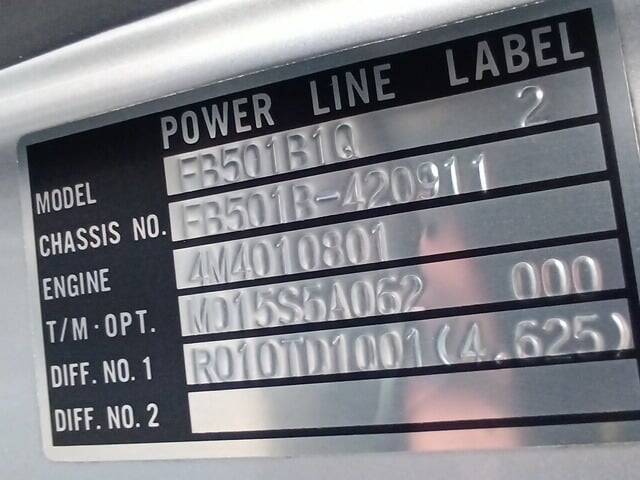 POWER LINE LABEL
MODEL FB501B1Q 2
CHASSIS NO. FB501B-420911
ENGINE 4M4010801
T/M·OPT. M015S5A062 000
DIFF. NO. 1 R010TD1001(4.625)
DIFF. NO. 2